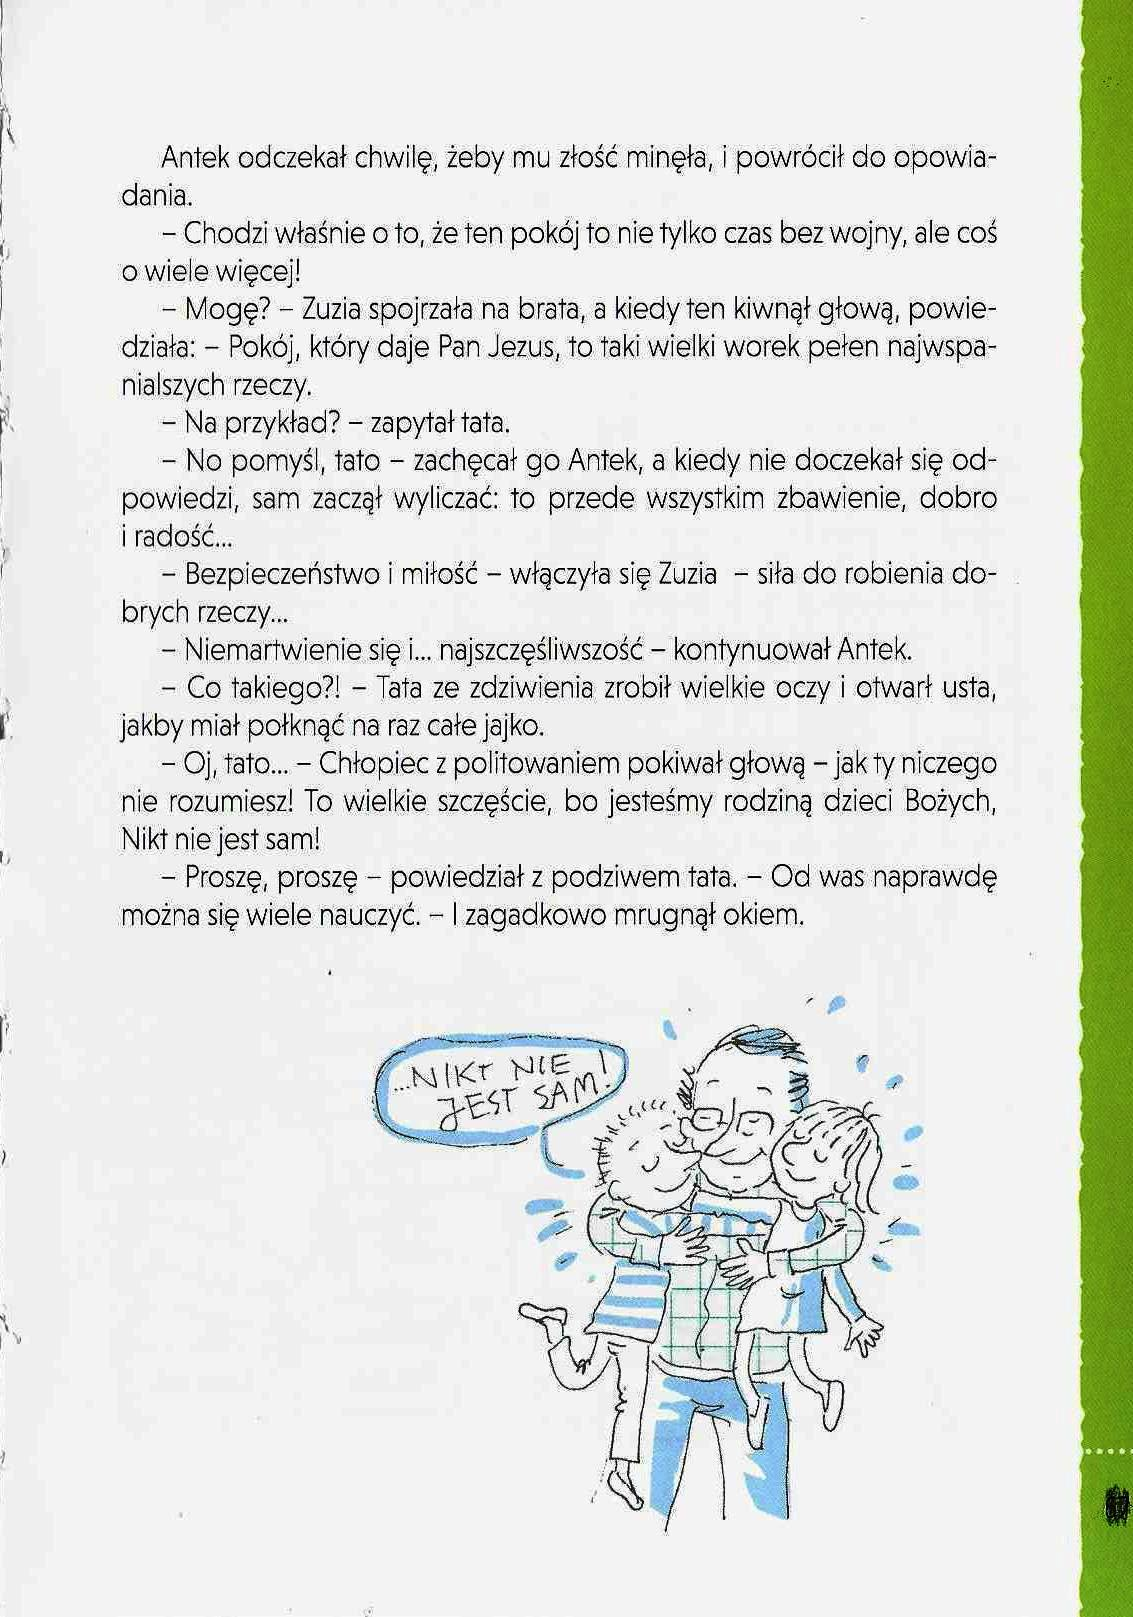 Antek odczekał chwilę, żeby mu złość minęła, i powrócił do opowia-
dania.
– Chodzi właśnie o to, że ten pokój to nie tylko czas bez wojny, ale coś
o wiele więcej!
– Mogę? – Zuzia spojrzała na brata, a kiedy ten kiwnął głową, powie-
działa: – Pokój, który daje Pan Jezus, to taki wielki worek pełen najwspa-
nialszych rzeczy.
– Na przykład? – zapytał tata.
– No pomyśl, tato – zachęcał go Antek, a kiedy nie doczekał się od-
powiedzi, sam zaczął wyliczać: to przede wszystkim zbawienie, dobro
i radość...
– Bezpieczeństwo i miłość – włączyła się Zuzia – siła do robienia do-
brych rzeczy...
– Niemartwienie się i... najszczęśliwszość – kontynuował Antek.
– Co takiego?! – Tata ze zdziwienia zrobił wielkie oczy i otwarł usta,
jakby miał połknąć na raz całe jajko.
– Oj, tato... – Chłopiec z politowaniem pokiwał głową – jak ty niczego
nie rozumiesz! To wielkie szczęście, bo jesteśmy rodziną dzieci Bożych,
Nikt nie jest sam!
– Proszę, proszę – powiedział z podziwem tata. – Od was naprawdę
można się wiele nauczyć. – I zagadkowo mrugnął okiem.
...NIKT NIE
JEST SAM!